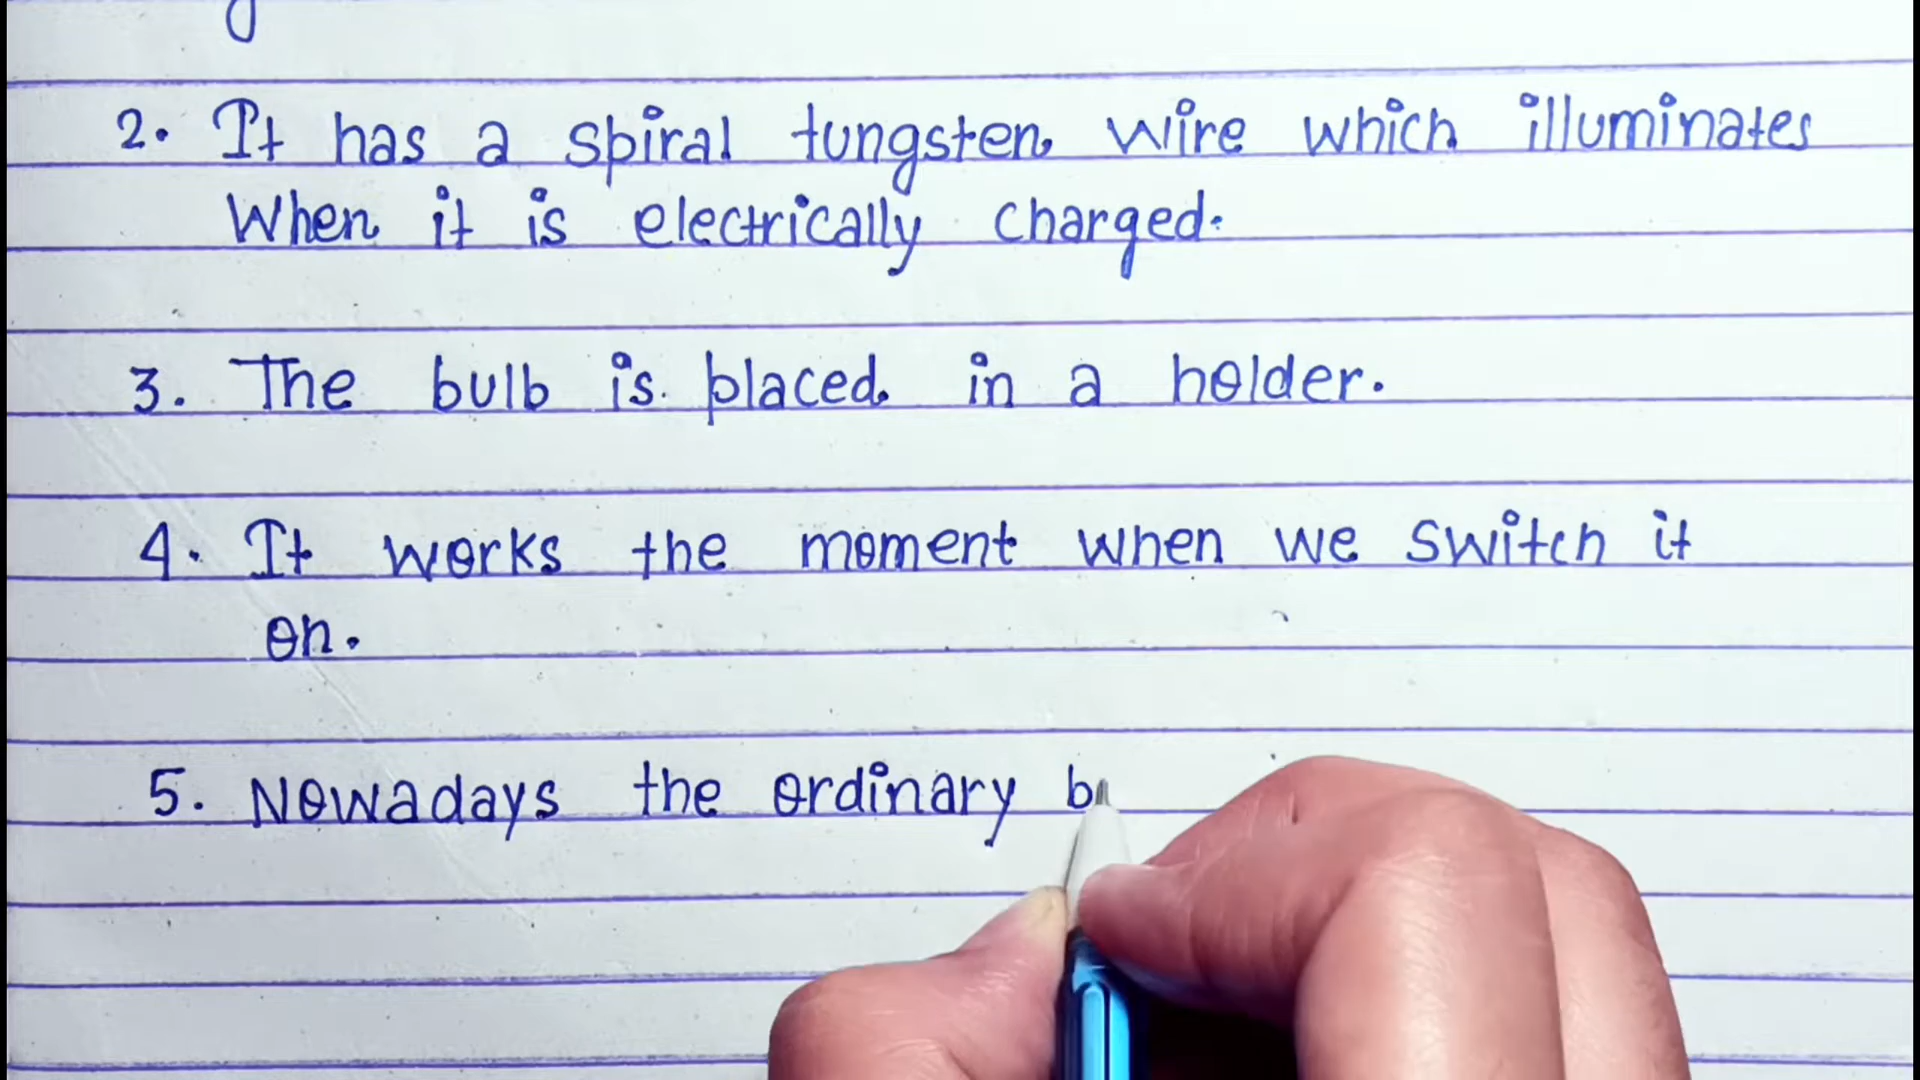 2. It has a spiral tungsten wire which illuminates
When it is electrically charged.
3. The bulb is placed in a holder.
4. It works the moment when we switch it
on.
5. Nowadays the ordinary b